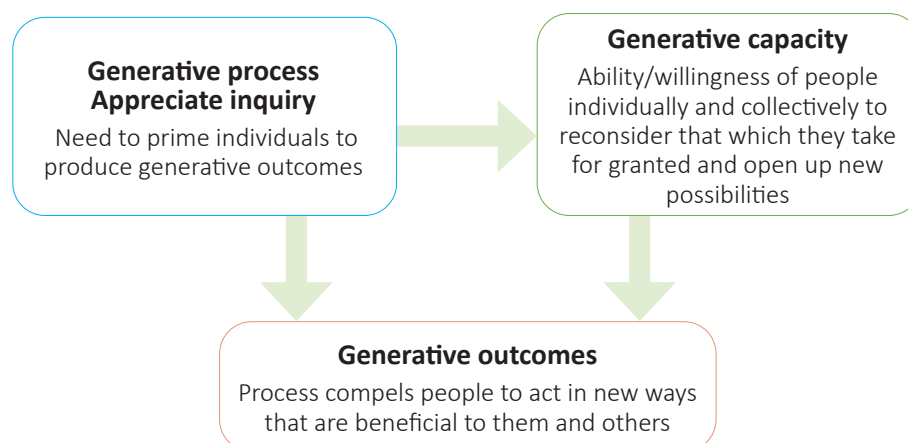 Generative process
Appreciate inquiry
Need to prime individuals to
produce generative outcomes
Generative capacity
Ability/willingness of people
individually and collectively to
reconsider that which they take
for granted and open up new
possibilities
Generative outcomes
Process compels people to act in new ways
that are beneficial to them and others